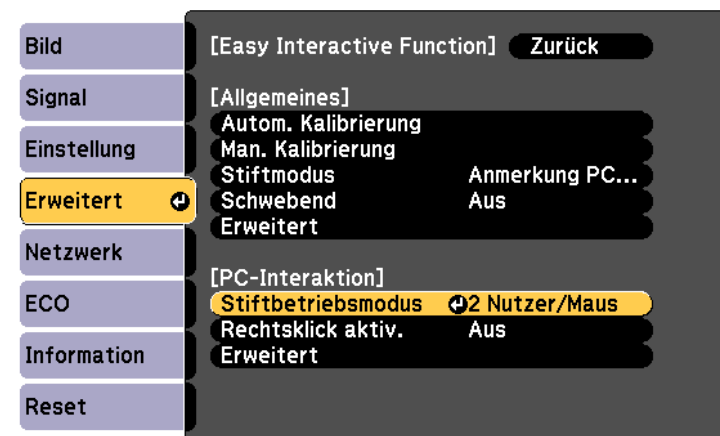 Bild
Signal
Einstellung
Erweitert
Netzwerk
ECO
Information
Reset
[Easy Interactive Function] Zurück
[Allgemeines]
Autom. Kalibrierung
Man. Kalibrierung
Stiftmodus Anmerkung PC...
Schwebend Aus
Erweitert
[PC-Interaktion]
Stiftbetriebsmodus 2 Nutzer/Maus
Rechtsklick aktiv. Aus
Erweitert